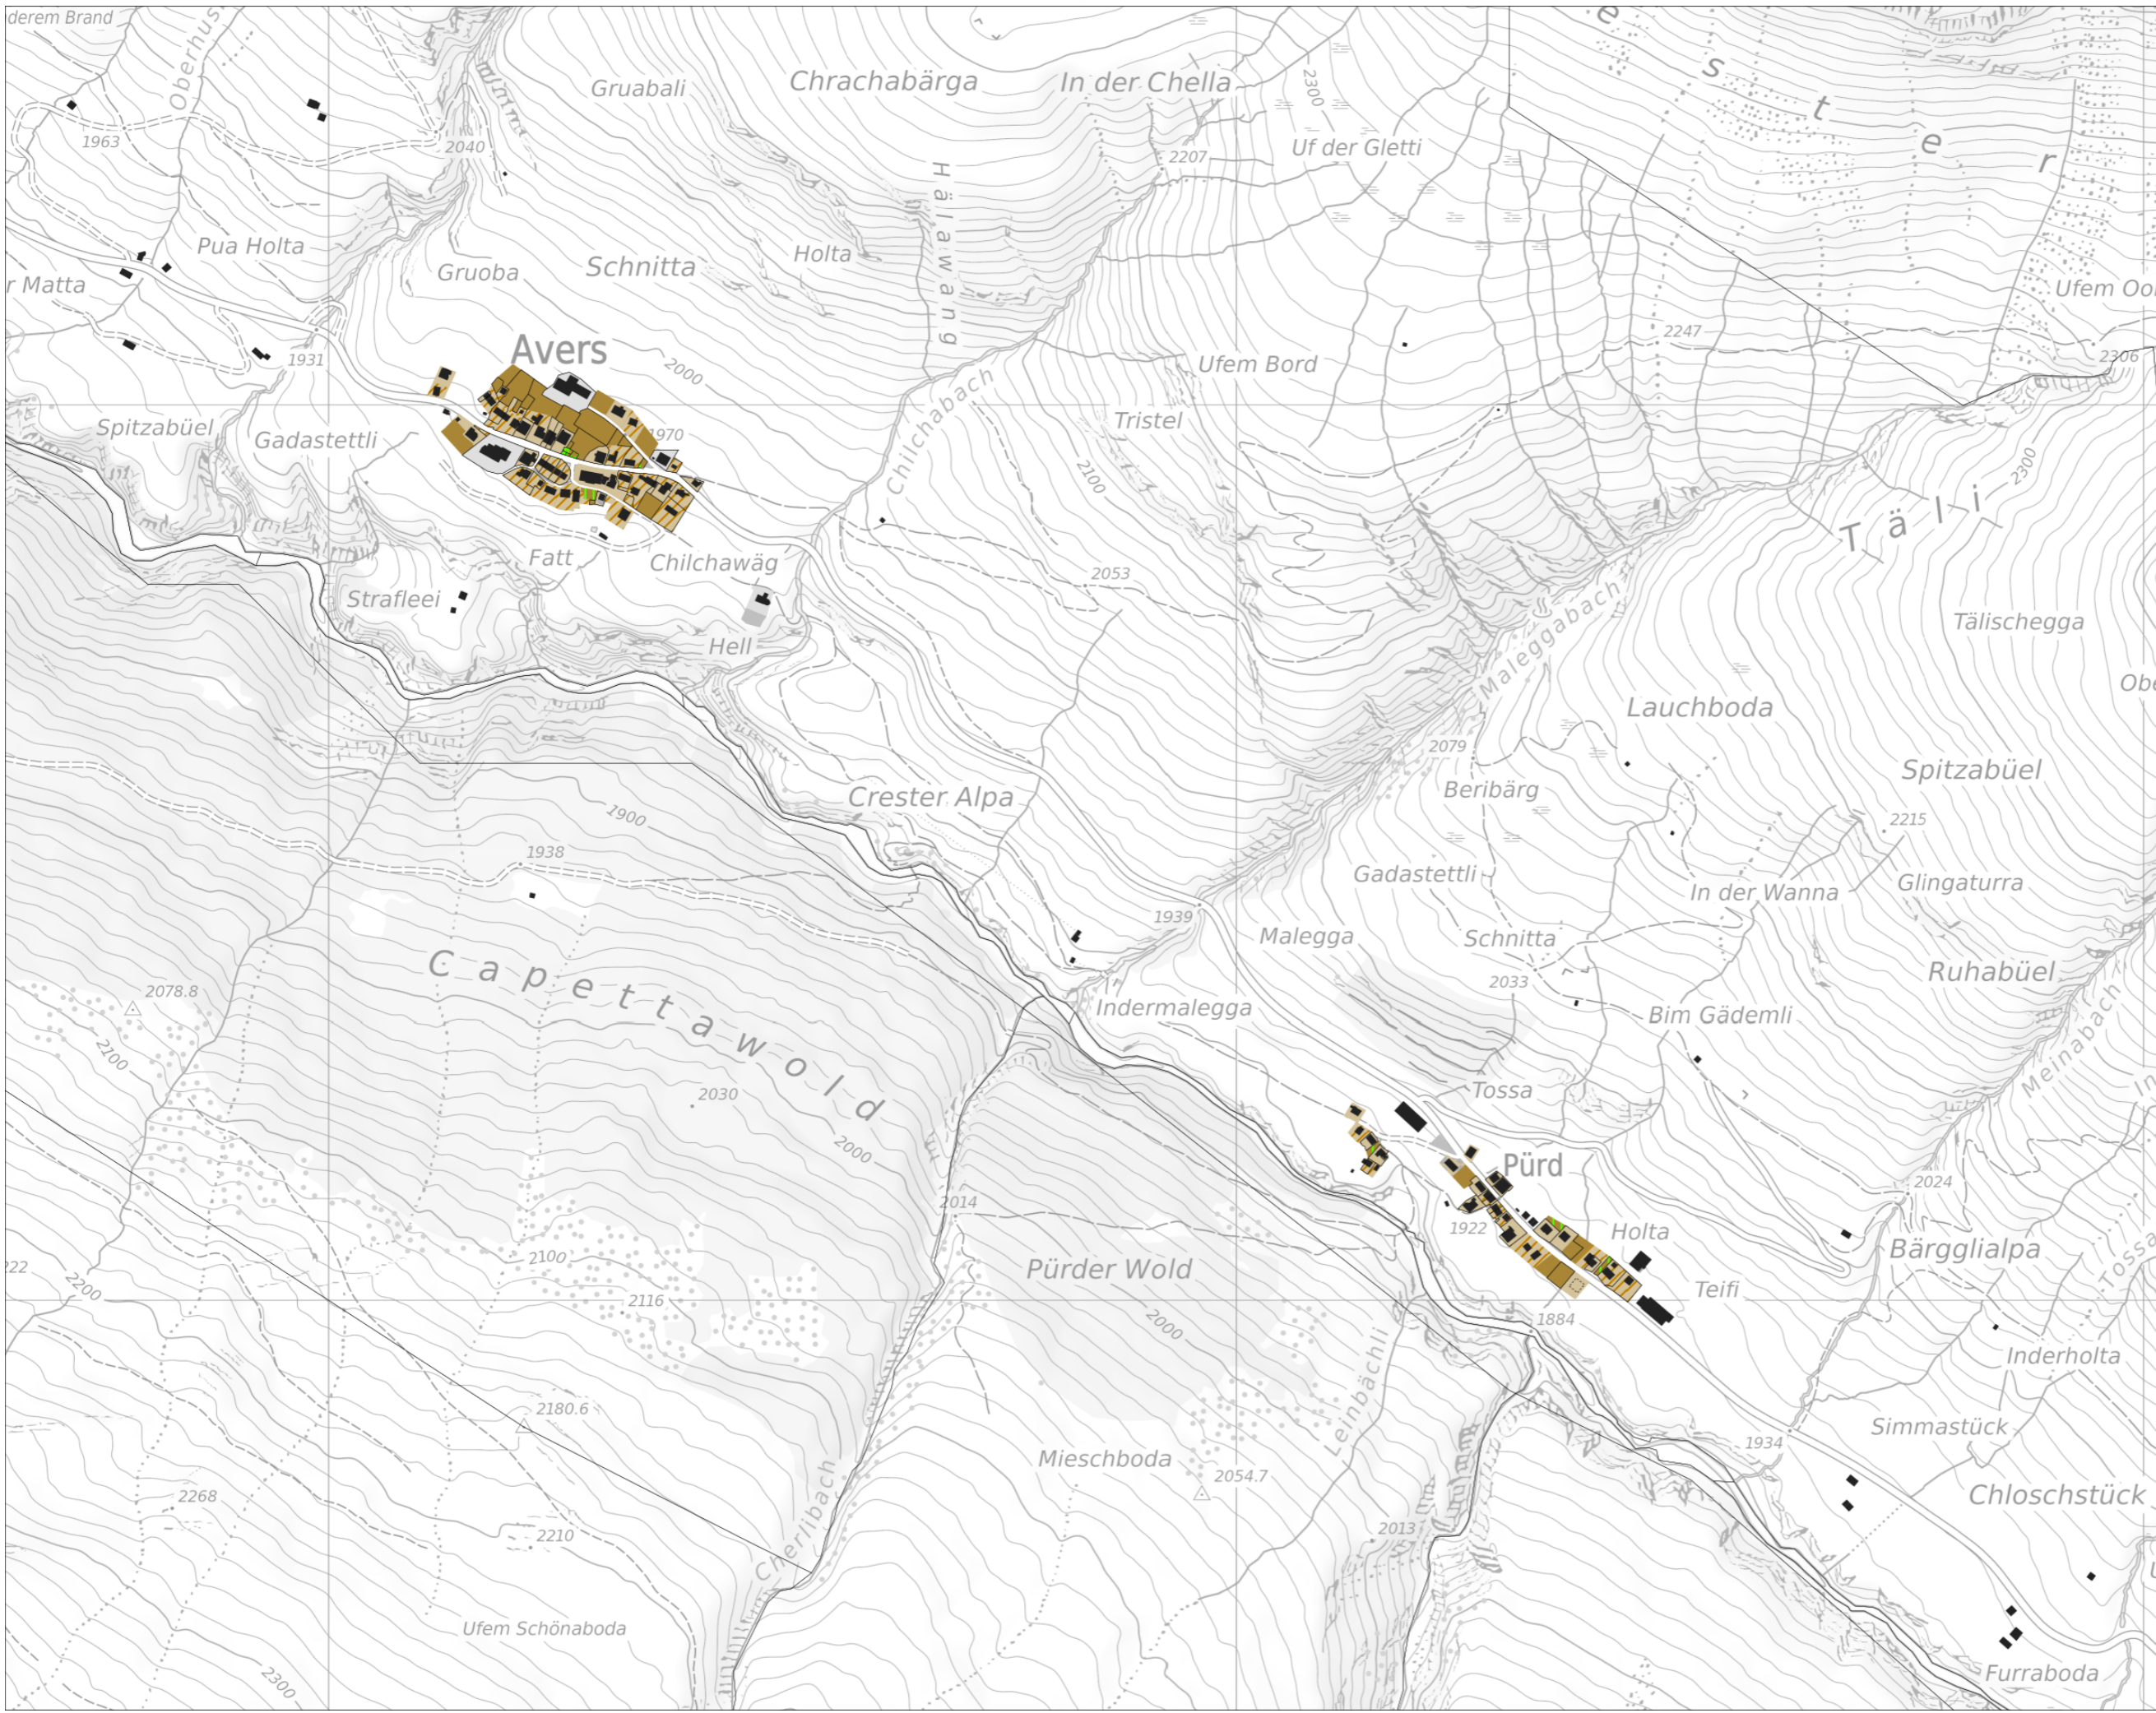 derem Brand
Gruabali
Chrachabärga
In der Chella
2300
s
t
e
r
1963
2040
2207
Uf der Gletti
Hälawang
Pua Holta
Gruoba
Schnitta
Holta
r Matta
Ufem Oo
2247
2306
1931
Avers
2000
Ufem Bord
Spitzabüel
Gadastettli
1970
Chilchabach
Tristel
2100
2300
Täli
Fatt
Chilchawäg
2053
Strafleei
Maleggabach
Tälischegga
Hell
Lauchboda
Obe
2079
Crester Alpa
Beribärg
Spitzabüel
1900
2215
1938
Gadastettli
In der Wanna
Glingaturra
1939
Malegga
Schnitta
Capettawold
2033
Ruhabüel
2078.8
Indermalegga
Bim Gädemli
2100
Meinabach
2030
Tossa
2000
Pürd
2014
2024
1922
Holta
Bärgglialpa
Tossa
2100
Pürder Wold
222
2200
2116
Teifi
2000
1884
Leinbächli
Inderholta
2180.6
Simmastück
1934
Mieschboda
2054.7
Chloschstück
2268
2013
2210
Cherlibach
Ufem Schönaboda
2300
Furraboda